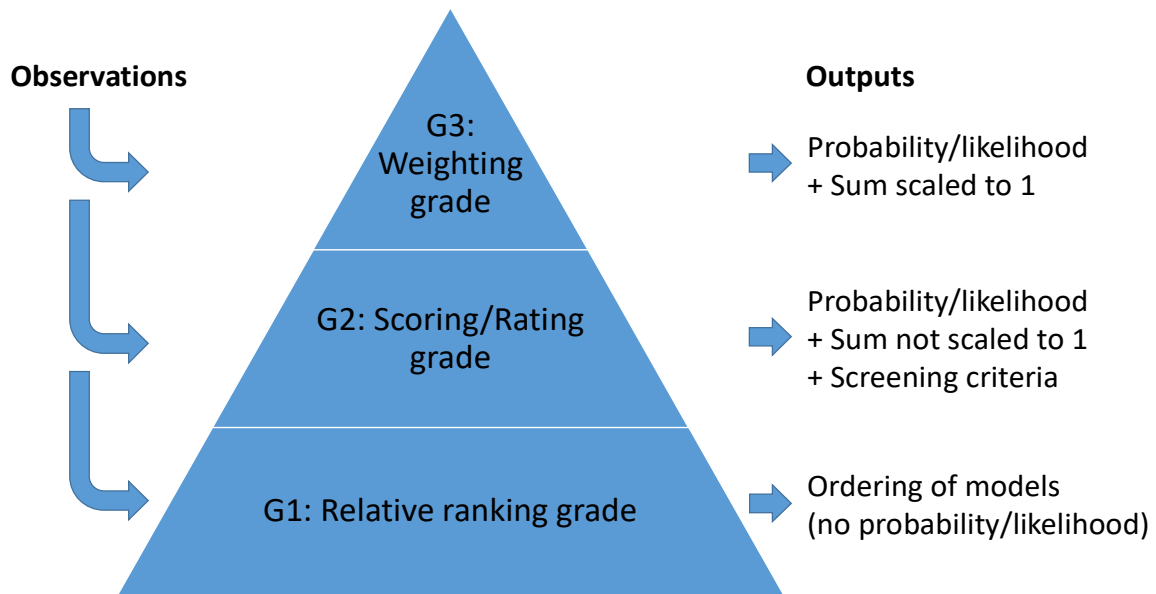 Observations
Outputs
G3:
Weighting
grade
Probability/likelihood
+ Sum scaled to 1
G2: Scoring/Rating
grade
Probability/likelihood
+ Sum not scaled to 1
+ Screening criteria
G1: Relative ranking grade
Ordering of models
(no probability/likelihood)